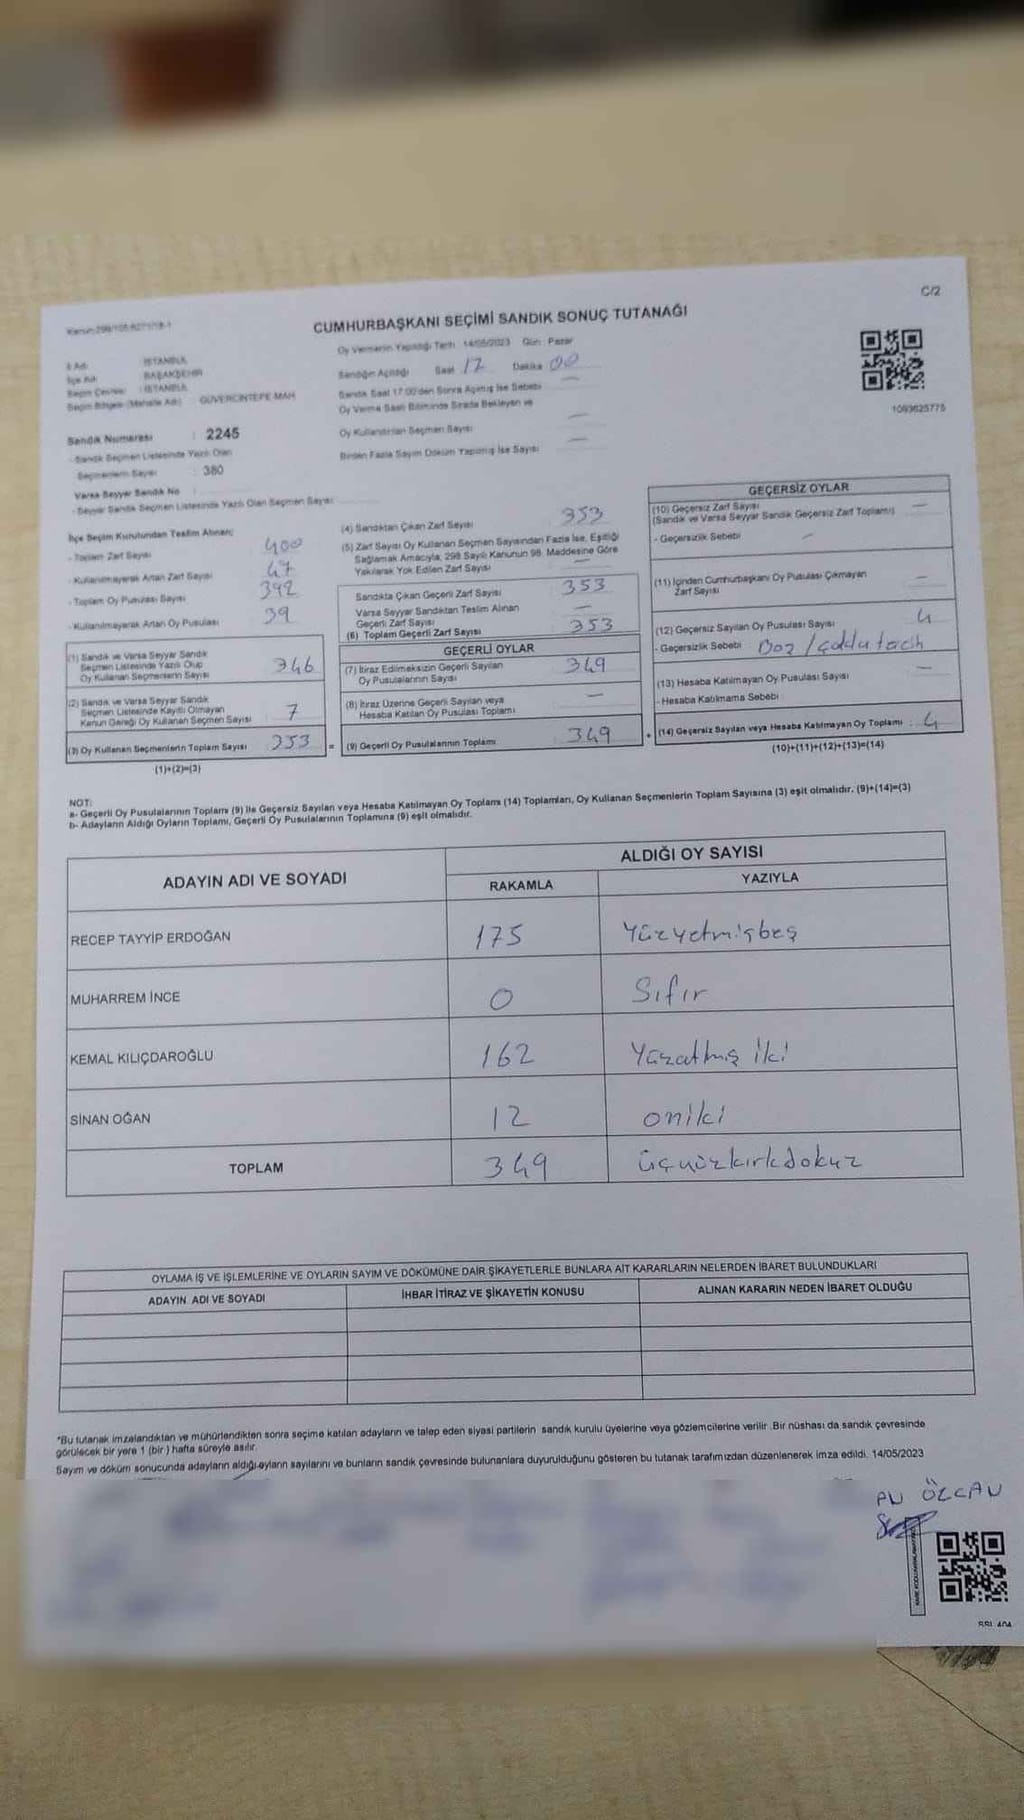 C/2
CUMHURBAŞKANI SEÇİMİ SANDIK SONUÇ TUTANAĞI
İl Adı : İSTANBUL
İlçe Adı : BAŞAKŞEHİR
Seçim Çevresi : İSTANBUL
Seçim Bölgesi (Mahalle Adı) : GÜVERCİNTEPE MAH
Sandık Numarası : 2245
- Sandık Seçmen Listesinde Yazılı Olan
Seçmenlerin Sayısı : 380
Varsa Seyyar Sandık No
- Seyyar Sandık Seçmen Listesinde Yazılı Olan Seçmen Sayısı
Oy Vermenin Yapıldığı Tarih 14/05/2023 Gün: Pazar
Sandığın Açıldığı Saat 17 Dakika 00
Sandık Saat 17:00'den Sonra Açılmış İse Sebebi —
Oy Verme Saati Bitiminde Sırada Bekleyen ve
Oy Kullandırılan Seçmen Sayısı —
Birden Fazla Sayım Döküm Yapılmış İse Sayısı —
1093625775
İlçe Seçim Kurulundan Teslim Alınan;
- Toplam Zarf Sayısı 400
- Kullanılmayarak Artan Zarf Sayısı 47
- Toplam Oy Pusulası Sayısı 392
- Kullanılmayarak Artan Oy Pusulası 39
(1) Sandık ve Varsa Seyyar Sandık
Seçmen Listesinde Yazılı Olup
Oy Kullanan Seçmenlerin Sayısı 346
(2) Sandık ve Varsa Seyyar Sandık
Seçmen Listesinde Kayıtlı Olmayan
Kanun Gereği Oy Kullanan Seçmen Sayısı 7
(3) Oy Kullanan Seçmenlerin Toplam Sayısı 353
(1)+(2)=(3)
(4) Sandıktan Çıkan Zarf Sayısı 353
(5) Zarf Sayısı Oy Kullanan Seçmen Sayısından Fazla İse, Eşitliği
Sağlamak Amacıyla, 298 Sayılı Kanunun 98. Maddesine Göre
Yakılarak Yok Edilen Zarf Sayısı —
Sandıkta Çıkan Geçerli Zarf Sayısı 353
Varsa Seyyar Sandıktan Teslim Alınan
Geçerli Zarf Sayısı —
(6) Toplam Geçerli Zarf Sayısı 353
GEÇERLİ OYLAR
(7) İtiraz Edilmeksizin Geçerli Sayılan
Oy Pusulalarının Sayısı 349
(8) İtiraz Üzerine Geçerli Sayılan veya
Hesaba Katılan Oy Pusulası Toplamı —
= (9) Geçerli Oy Pusulalarının Toplamı 349
GEÇERSİZ OYLAR
(10) Geçersiz Zarf Sayısı —
(Sandık ve Varsa Seyyar Sandık Geçersiz Zarf Toplamı)
- Geçersizlik Sebebi —
(11) İçinden Cumhurbaşkanı Oy Pusulası Çıkmayan
Zarf Sayısı —
(12) Geçersiz Sayılan Oy Pusulası Sayısı 4
- Geçersizlik Sebebi
(13) Hesaba Katılmayan Oy Pusulası Sayısı —
- Hesaba Katılmama Sebebi
+ (14) Geçersiz Sayılan veya Hesaba Katılmayan Oy Toplamı : 4
(10)+(11)+(12)+(13)=(14)
NOT:
a- Geçerli Oy Pusulalarının Toplamı (9) ile Geçersiz Sayılan veya Hesaba Katılmayan Oy Toplamı (14) Toplamları, Oy Kullanan Seçmenlerin Toplam Sayısına (3) eşit olmalıdır. (9)+(14)=(3)
b- Adayların Aldığı Oyların Toplamı, Geçerli Oy Pusulalarının Toplamına (9) eşit olmalıdır.
ADAYIN ADI VE SOYADI ALDIĞI OY SAYISI
RAKAMLA YAZIYLA
RECEP TAYYİP ERDOĞAN 175 Yüzyetmişbeş
MUHARREM İNCE 0 Sıfır
KEMAL KILIÇDAROĞLU 162 Yüzatmış iki
SİNAN OĞAN 12 oniki
TOPLAM 349 üçyüzkırkdokuz
OYLAMA İŞ VE İŞLEMLERİNE VE OYLARIN SAYIM VE DÖKÜMÜNE DAİR ŞİKAYETLERLE BUNLARA AİT KARARLARIN NELERDEN İBARET BULUNDUKLARI
ADAYIN ADI VE SOYADI İHBAR İTİRAZ VE ŞİKAYETİN KONUSU ALINAN KARARIN NEDEN İBARET OLDUĞU
*Bu tutanak imzalandıktan ve mühürlendikten sonra seçime katılan adayların ve talep eden siyasi partilerin sandık kurulu üyelerine veya gözlemcilerine verilir. Bir nüshası da sandık çevresinde
görülecek bir yere 1 (bir) hafta süreyle asılır.
Sayım ve döküm sonucunda adayların aldığı oyların sayılarını ve bunların sandık çevresinde bulunanlara duyurulduğunu gösteren bu tutanak tarafımızdan düzenlenerek imza edildi. 14/05/2023
ÖZCAN